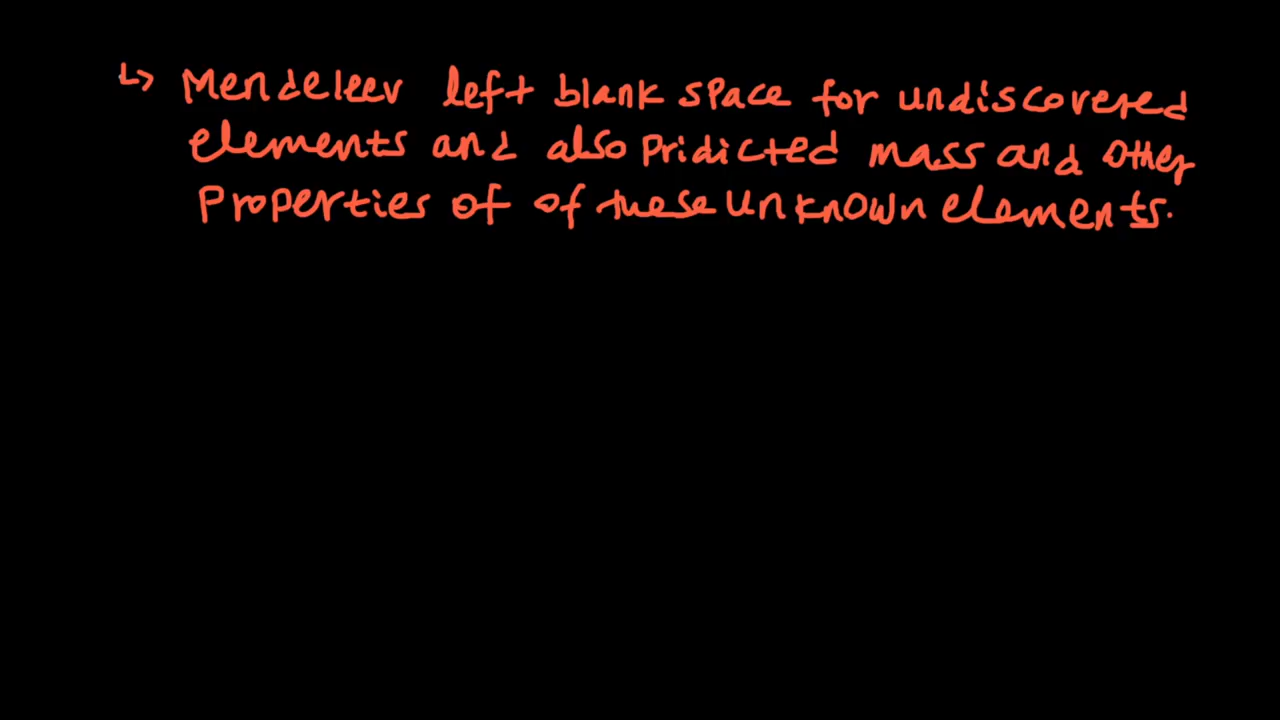 ↳ Mendeleev left blank space for undiscovered
elements and also Pridicted mass and other
Properties of of these unknown elements.